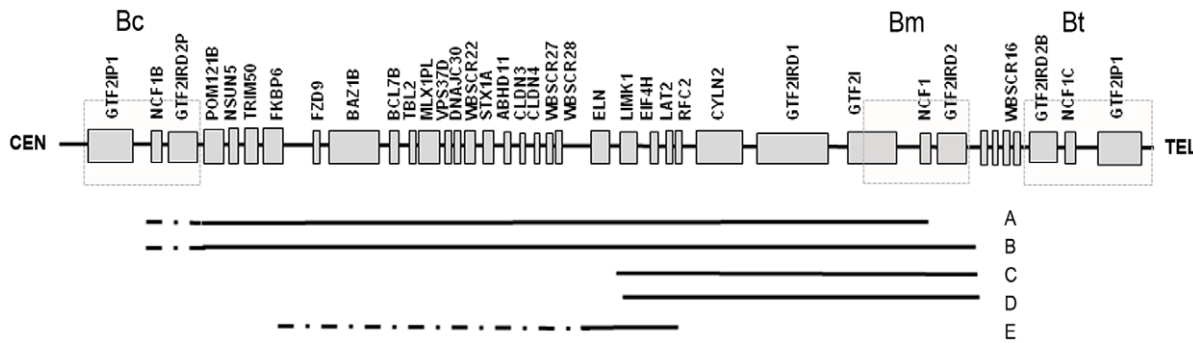 Bc Bm Bt
GTF2IP1 NCF1B GTF2IRD2P POM121B NSUN5 TRIM50 FKBP6 FZD9 BAZ1B BCL7B TBL2 MLX1PL VPS37D DNAJC30 WBSCR22 STX1A ABHD11 CLDN3 CLDN4 WBSCR27 WBSCR28 ELN LIMK1 EIF4H LAT2 RFC2 CYLN2 GTF2IRD1 GTF2I NCF1 GTF2IRD2 WBSCR16 GTF2IRD2B NCF1C GTF2IP1
CEN TEL
A
B
C
D
E